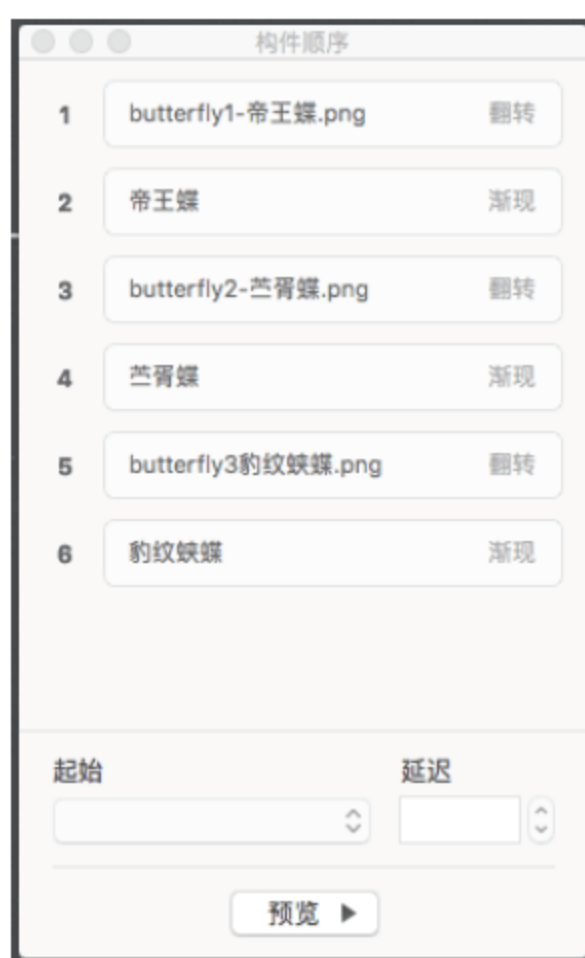 构件顺序
1 butterfly1-帝王蝶.png 翻转
2 帝王蝶 渐现
3 butterfly2-苎胥蝶.png 翻转
4 苎胥蝶 渐现
5 butterfly3豹纹蛱蝶.png 翻转
6 豹纹蛱蝶 渐现
起始 延迟
预览